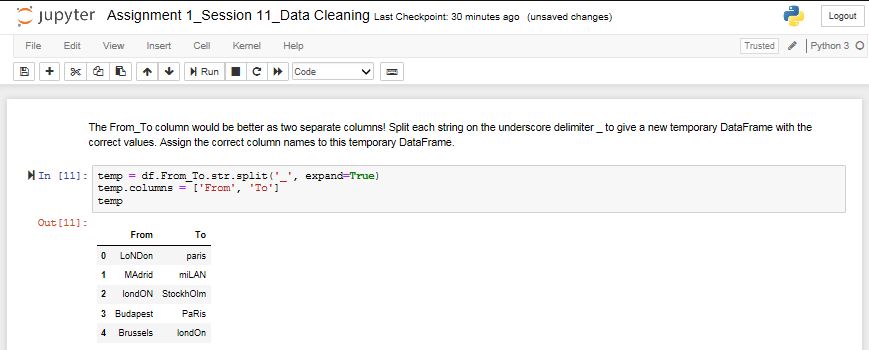 jupyter Assignment 1_Session 11_Data Cleaning Last Checkpoint: 30 minutes ago (unsaved changes) Logout
File Edit View Insert Cell Kernel Help Trusted Python 3
Run Code
The From_To column would be better as two separate columns! Split each string on the underscore delimiter _ to give a new temporary DataFrame with the
correct values. Assign the correct column names to this temporary DataFrame.
In [11]: temp = df.From_To.str.split('_', expand=True)
temp.columns = ['From', 'To']
temp
Out[11]:
From To
0 LoNDon paris
1 MAdrid miLAN
2 londON StockhOlm
3 Budapest PaRis
4 Brussels londOn